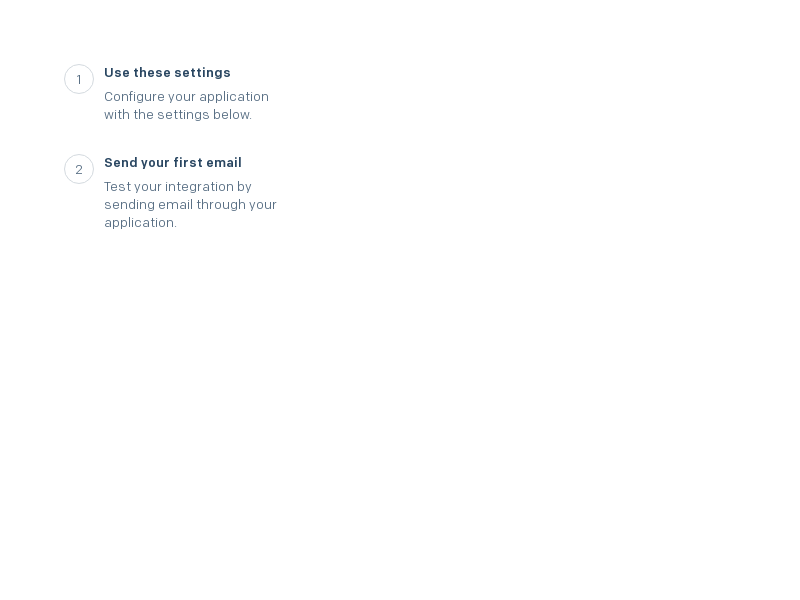 1
Use these settings
Configure your application
with the settings below.
2
Send your first email
Test your integration by
sending email through your
application.